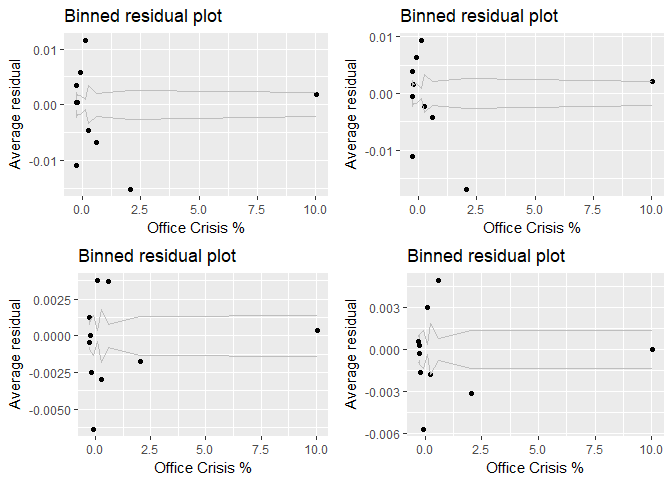 Binned residual plot
Binned residual plot
0.01
0.00
-0.01
Average residual
0.0 2.5 5.0 7.5 10.0
Office Crisis %
0.01
0.00
-0.01
Average residual
0.0 2.5 5.0 7.5 10.0
Office Crisis %
Binned residual plot
Binned residual plot
0.0025
0.0000
-0.0025
-0.0050
Average residual
0.0 2.5 5.0 7.5 10.0
Office Crisis %
0.003
0.000
-0.003
-0.006
Average residual
0.0 2.5 5.0 7.5 10.0
Office Crisis %